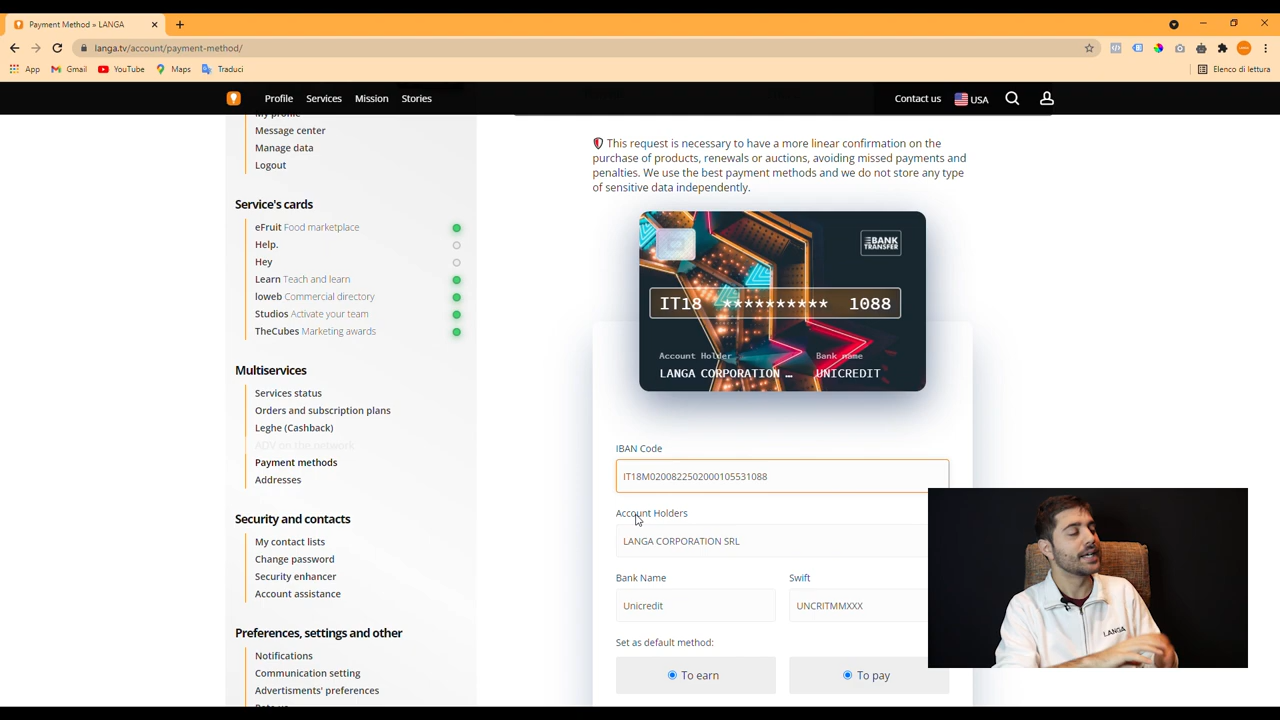 Payment Method » LANGA
langa.tv/account/payment-method/
App
Gmail
YouTube
Maps
Traduci
Elenco di lettura
Profile
Services
Mission
Stories
Contact us
USA
My profile
Message center
Manage data
Logout
Service's cards
eFruit Food marketplace
Help.
Hey
Learn Teach and learn
loweb Commercial directory
Studios Activate your team
TheCubes Marketing awards
Multiservices
Services status
Orders and subscription plans
Leghe (Cashback)
ADV on the network
Payment methods
Addresses
Security and contacts
My contact lists
Change password
Security enhancer
Account assistance
Preferences, settings and other
Notifications
Communication setting
Advertisments' preferences
This request is necessary to have a more linear confirmation on the
purchase of products, renewals or auctions, avoiding missed payments and
penalties. We use the best payment methods and we do not store any type
of sensitive data independently.
BANK
TRANSFER
IT18 ********** 1088
Account Holder
Bank name
LANGA CORPORATION …
UNICREDIT
IBAN Code
IT18M0200822502000105531088
Account Holders
LANGA CORPORATION SRL
Bank Name
Swift
Unicredit
UNCRITMMXXX
Set as default method:
To earn
To pay
LANGA